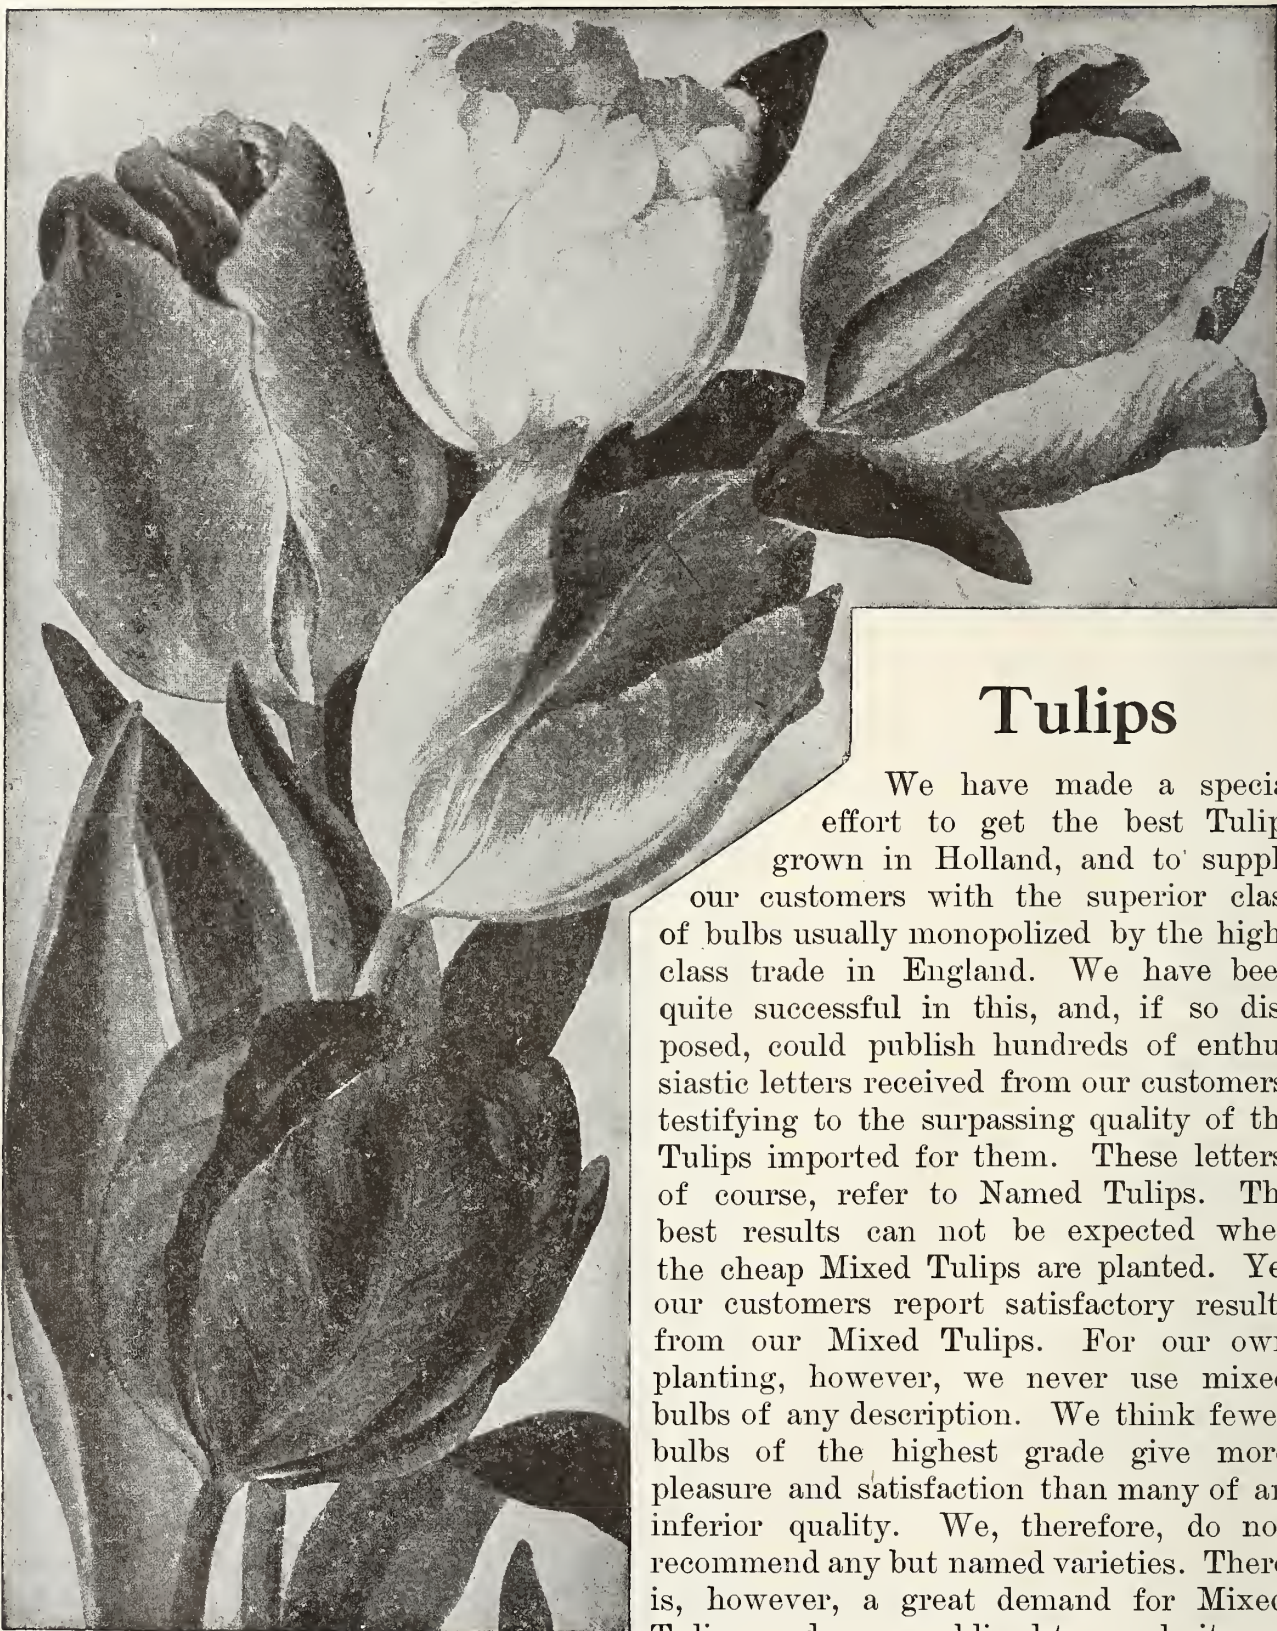 Tulips
We have made a specia
effort to get the best Tulip
grown in Holland, and to suppl
our customers with the superior clas
of bulbs usually monopolized by the high
class trade in England. We have bee
quite successful in this, and, if so dis
posed, could publish hundreds of enthu
siastic letters received from our customers
testifying to the surpassing quality of th
Tulips imported for them. These letters
of course, refer to Named Tulips. Th
best results can not be expected whe
the cheap Mixed Tulips are planted. Ye
our customers report satisfactory result
from our Mixed Tulips. For our own
planting, however, we never use mixed
bulbs of any description. We think fewe
bulbs of the highest grade give mor
pleasure and satisfaction than many of an
inferior quality. We, therefore, do no
recommend any but named varieties. There
is, however, a great demand for Mixed